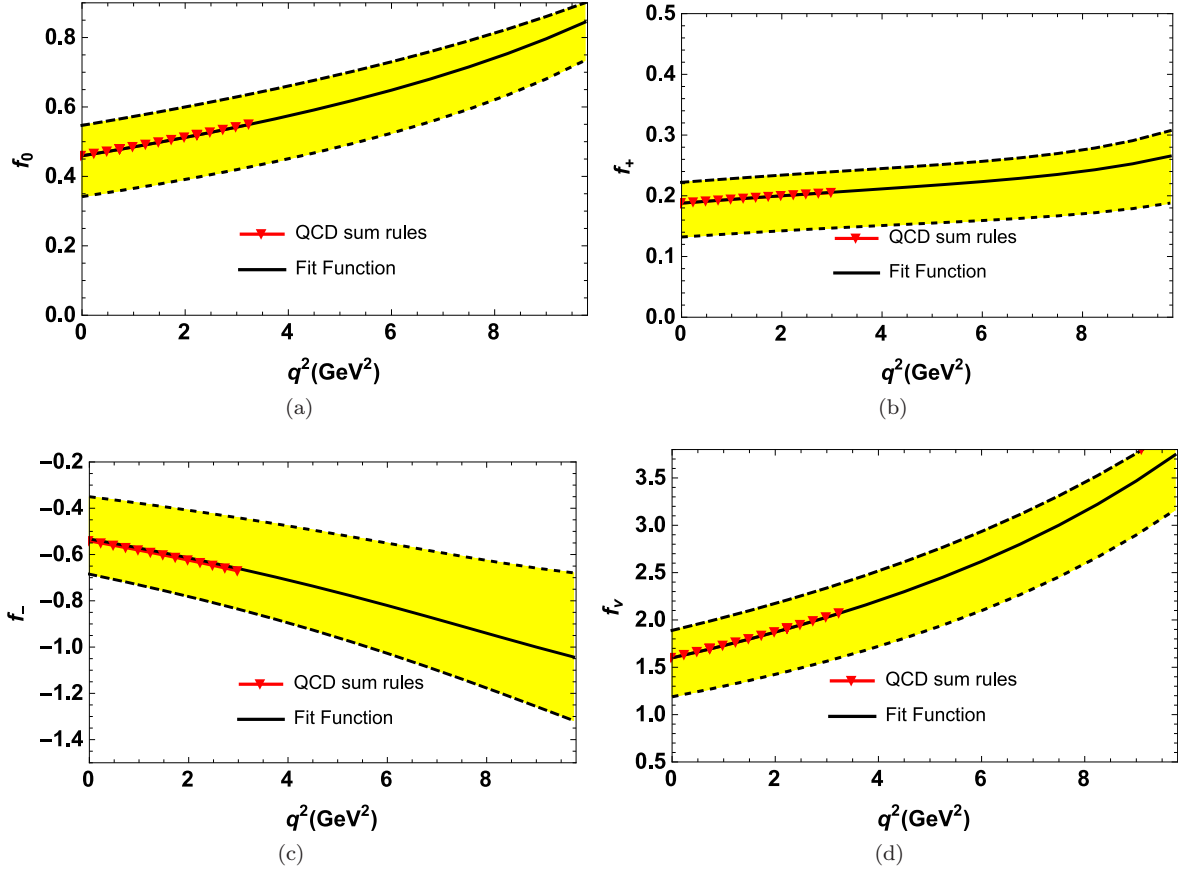 0.8
0.6
0.4
0.2
0.0
f₀
QCD sum rules
Fit Function
0 2 4 6 8
q²(GeV²)
(a)
0.5
0.4
0.3
0.2
0.1
0.0
f₊
QCD sum rules
Fit Function
0 2 4 6 8
q²(GeV²)
(b)
−0.2
−0.4
−0.6
−0.8
−1.0
−1.2
−1.4
f₋
QCD sum rules
Fit Function
0 2 4 6 8
q²(GeV²)
(c)
3.5
3.0
2.5
2.0
1.5
1.0
0.5
fᵥ
QCD sum rules
Fit Function
0 2 4 6 8
q²(GeV²)
(d)